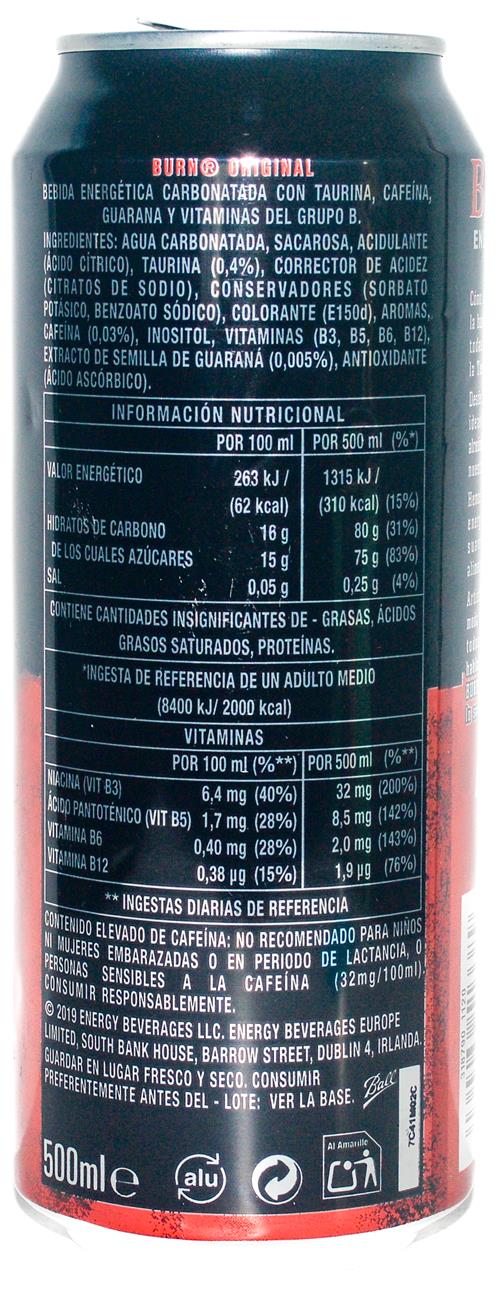 BURN® ORIGINAL
BEBIDA ENERGÉTICA CARBONATADA CON TAURINA, CAFEÍNA,
GUARANA Y VITAMINAS DEL GRUPO B.
INGREDIENTES: AGUA CARBONATADA, SACAROSA, ACIDULANTE
(ÁCIDO CÍTRICO), TAURINA (0,4%), CORRECTOR DE ACIDEZ
(CITRATOS DE SODIO), CONSERVADORES (SORBATO
POTÁSICO, BENZOATO SÓDICO), COLORANTE (E150d), AROMAS,
CAFEÍNA (0,03%), INOSITOL, VITAMINAS (B3, B5, B6, B12),
EXTRACTO DE SEMILLA DE GUARANÁ (0,005%), ANTIOXIDANTE
(ÁCIDO ASCÓRBICO).
INFORMACIÓN NUTRICIONAL
POR 100 ml POR 500 ml (%*)
VALOR ENERGÉTICO 263 kJ / 1315 kJ /
(62 kcal) (310 kcal) (15%)
HIDRATOS DE CARBONO 16 g 80 g (31%)
DE LOS CUALES AZÚCARES 15 g 75 g (83%)
SAL 0,05 g 0,25 g (4%)
CONTIENE CANTIDADES INSIGNIFICANTES DE - GRASAS, ÁCIDOS
GRASOS SATURADOS, PROTEÍNAS.
*INGESTA DE REFERENCIA DE UN ADULTO MEDIO
(8400 kJ/ 2000 kcal)
VITAMINAS
POR 100 ml (%**) POR 500 ml (%**)
NIACINA (VIT B3) 6,4 mg (40%) 32 mg (200%)
ÁCIDO PANTOTÉNICO (VIT B5) 1,7 mg (28%) 8,5 mg (142%)
VITAMINA B6 0,40 mg (28%) 2,0 mg (143%)
VITAMINA B12 0,38 µg (15%) 1,9 µg (76%)
** INGESTAS DIARIAS DE REFERENCIA
CONTENIDO ELEVADO DE CAFEÍNA: NO RECOMENDADO PARA NIÑOS
NI MUJERES EMBARAZADAS O EN PERIODO DE LACTANCIA, O
PERSONAS SENSIBLES A LA CAFEÍNA (32mg/100ml).
CONSUMIR RESPONSABLEMENTE.
© 2019 ENERGY BEVERAGES LLC. ENERGY BEVERAGES EUROPE
LIMITED, SOUTH BANK HOUSE, BARROW STREET, DUBLIN 4, IRLANDA.
GUARDAR EN LUGAR FRESCO Y SECO. CONSUMIR
PREFERENTEMENTE ANTES DEL - LOTE: VER LA BASE.
Ball
7C41M02C
500ml e
alu
Al Amarillo